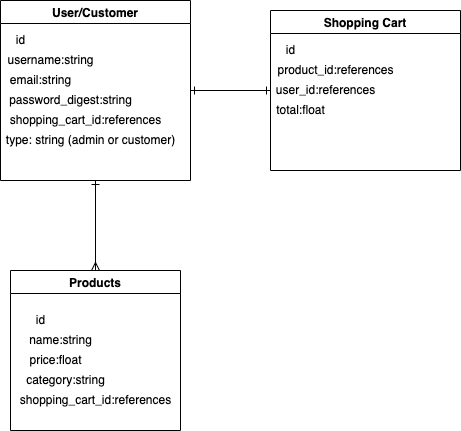 User/Customer
id
username:string
email:string
password_digest:string
shopping_cart_id:references
type: string (admin or customer)
Shopping Cart
id
product_id:references
user_id:references
total:float
Products
id
name:string
price:float
category:string
shopping_cart_id:references